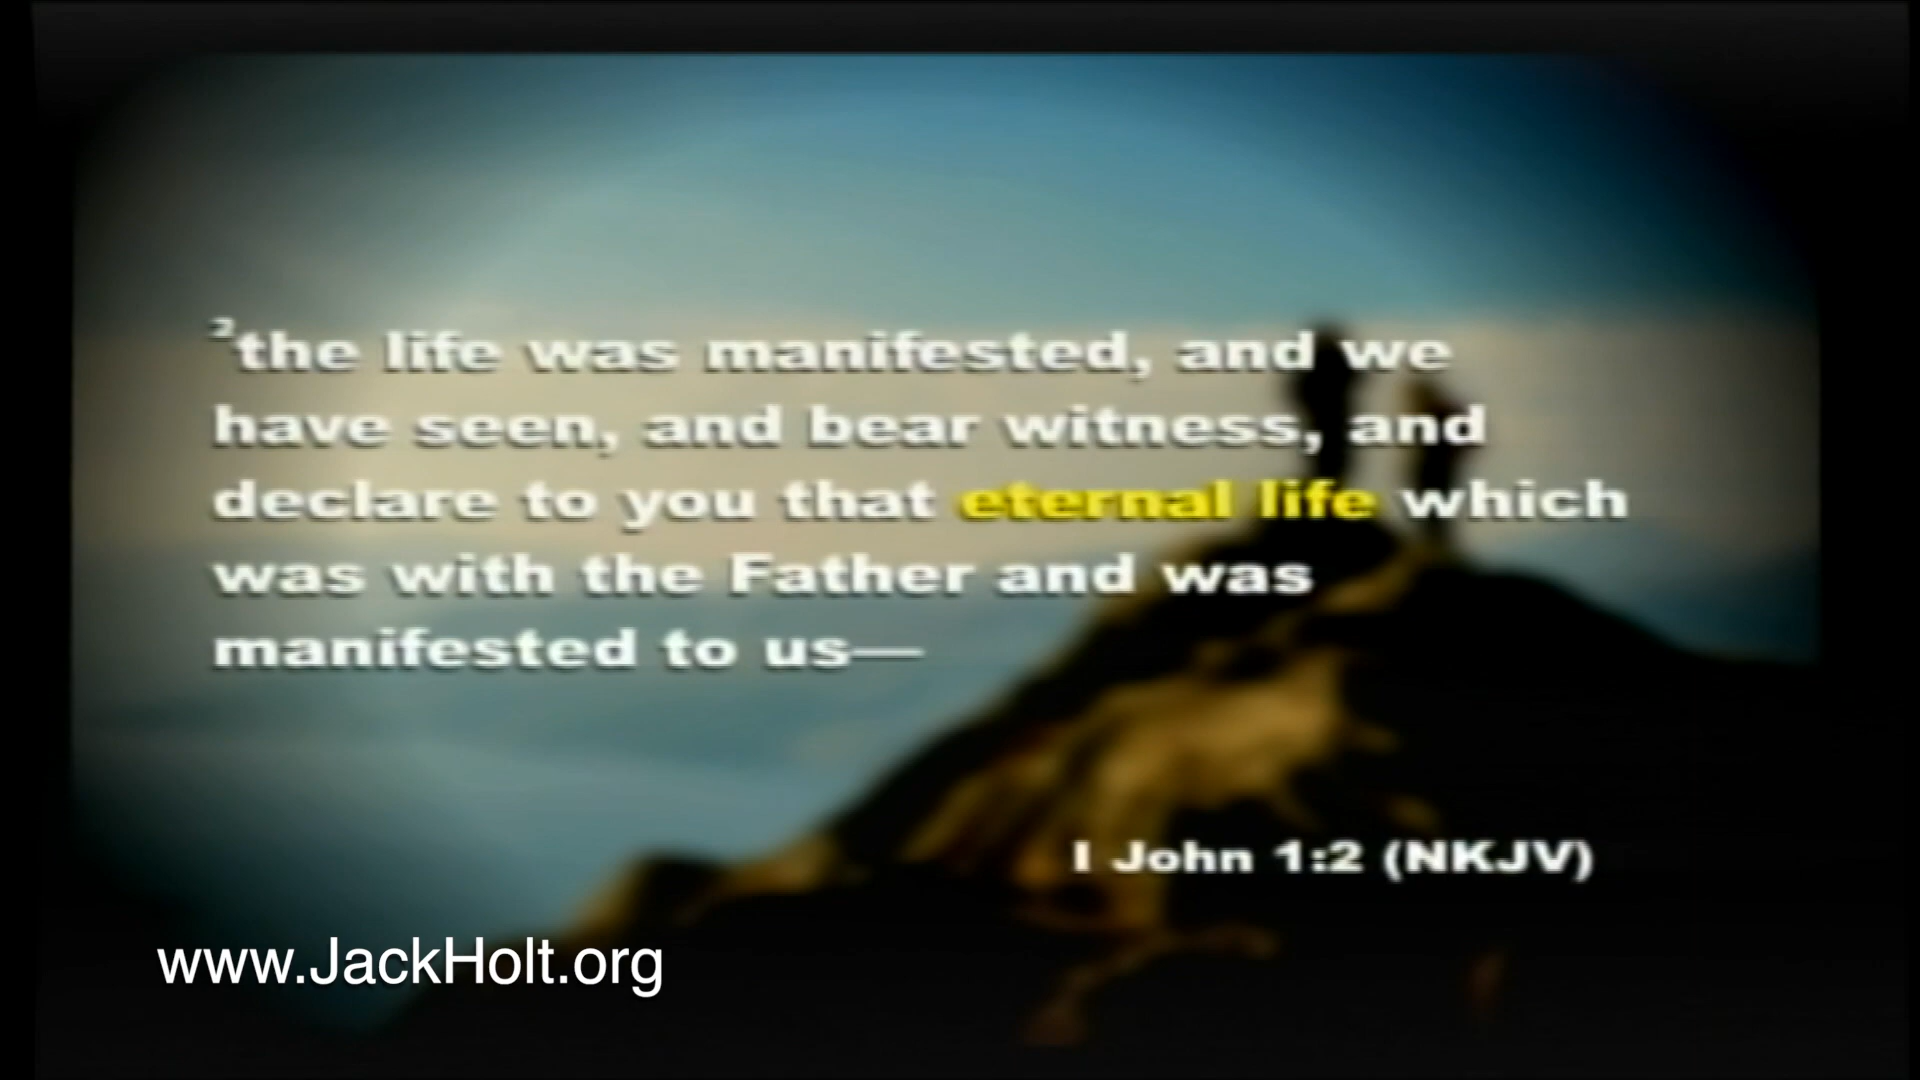 ²the life was manifested, and we
have seen, and bear witness, and
declare to you that eternal life which
was with the Father and was
manifested to us—
I John 1:2 (NKJV)
www.JackHolt.org